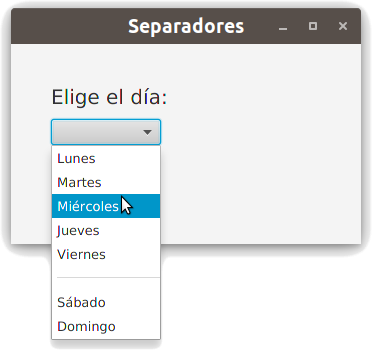 Separadores
Elige el día:
Lunes
Martes
Miércoles
Jueves
Viernes
Sábado
Domingo